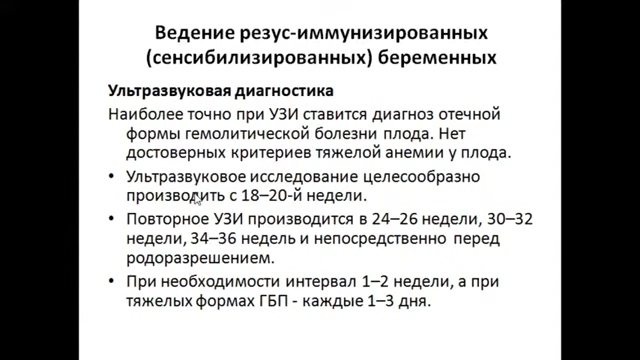 Ведение резус-иммунизированных
(сенсибилизированных) беременных
Ультразвуковая диагностика
Наиболее точно при УЗИ ставится диагноз отечной
формы гемолитической болезни плода. Нет
достоверных критериев тяжелой анемии у плода.
• Ультразвуковое исследование целесообразно
производить с 18–20-й недели.
• Повторное УЗИ производится в 24–26 недели, 30–32
недели, 34–36 недель и непосредственно перед
родоразрешением.
• При необходимости интервал 1–2 недели, а при
тяжелых формах ГБП - каждые 1–3 дня.